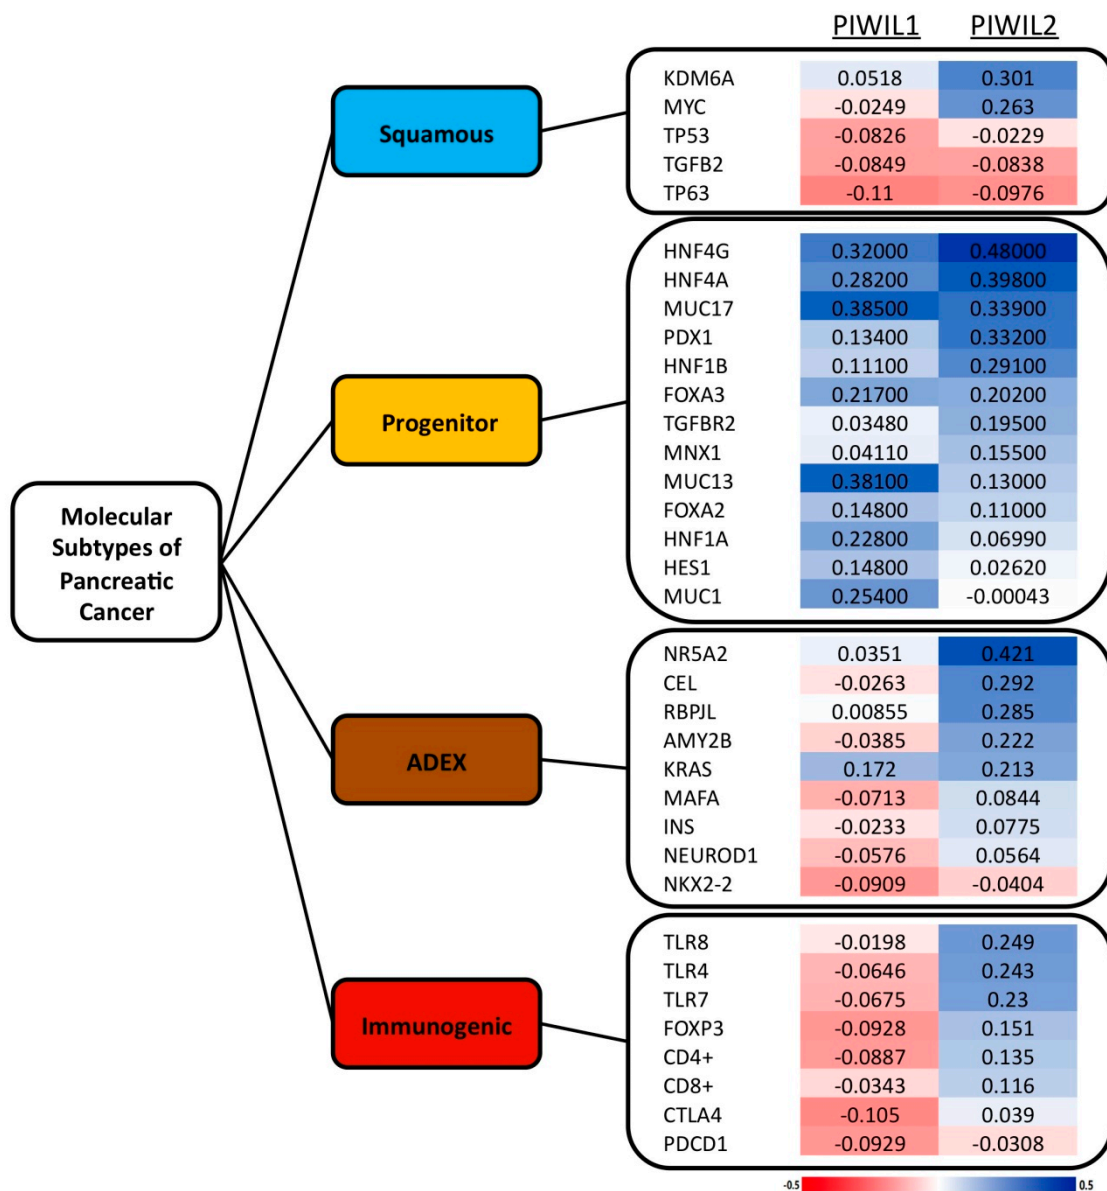 PIWIL1 PIWIL2
Squamous
KDM6A 0.0518 0.301
MYC -0.0249 0.263
TP53 -0.0826 -0.0229
TGFB2 -0.0849 -0.0838
TP63 -0.11 -0.0976
Progenitor
HNF4G 0.32000 0.48000
HNF4A 0.28200 0.39800
MUC17 0.38500 0.33900
PDX1 0.13400 0.33200
HNF1B 0.11100 0.29100
FOXA3 0.21700 0.20200
TGFBR2 0.03480 0.19500
MNX1 0.04110 0.15500
MUC13 0.38100 0.13000
FOXA2 0.14800 0.11000
HNF1A 0.22800 0.06990
HES1 0.14800 0.02620
MUC1 0.25400 -0.00043
Molecular
Subtypes of
Pancreatic
Cancer
ADEX
NR5A2 0.0351 0.421
CEL -0.0263 0.292
RBPJL 0.00855 0.285
AMY2B -0.0385 0.222
KRAS 0.172 0.213
MAFA -0.0713 0.0844
INS -0.0233 0.0775
NEUROD1 -0.0576 0.0564
NKX2-2 -0.0909 -0.0404
Immunogenic
TLR8 -0.0198 0.249
TLR4 -0.0646 0.243
TLR7 -0.0675 0.23
FOXP3 -0.0928 0.151
CD4+ -0.0887 0.135
CD8+ -0.0343 0.116
CTLA4 -0.105 0.039
PDCD1 -0.0929 -0.0308
-0.5 0.5